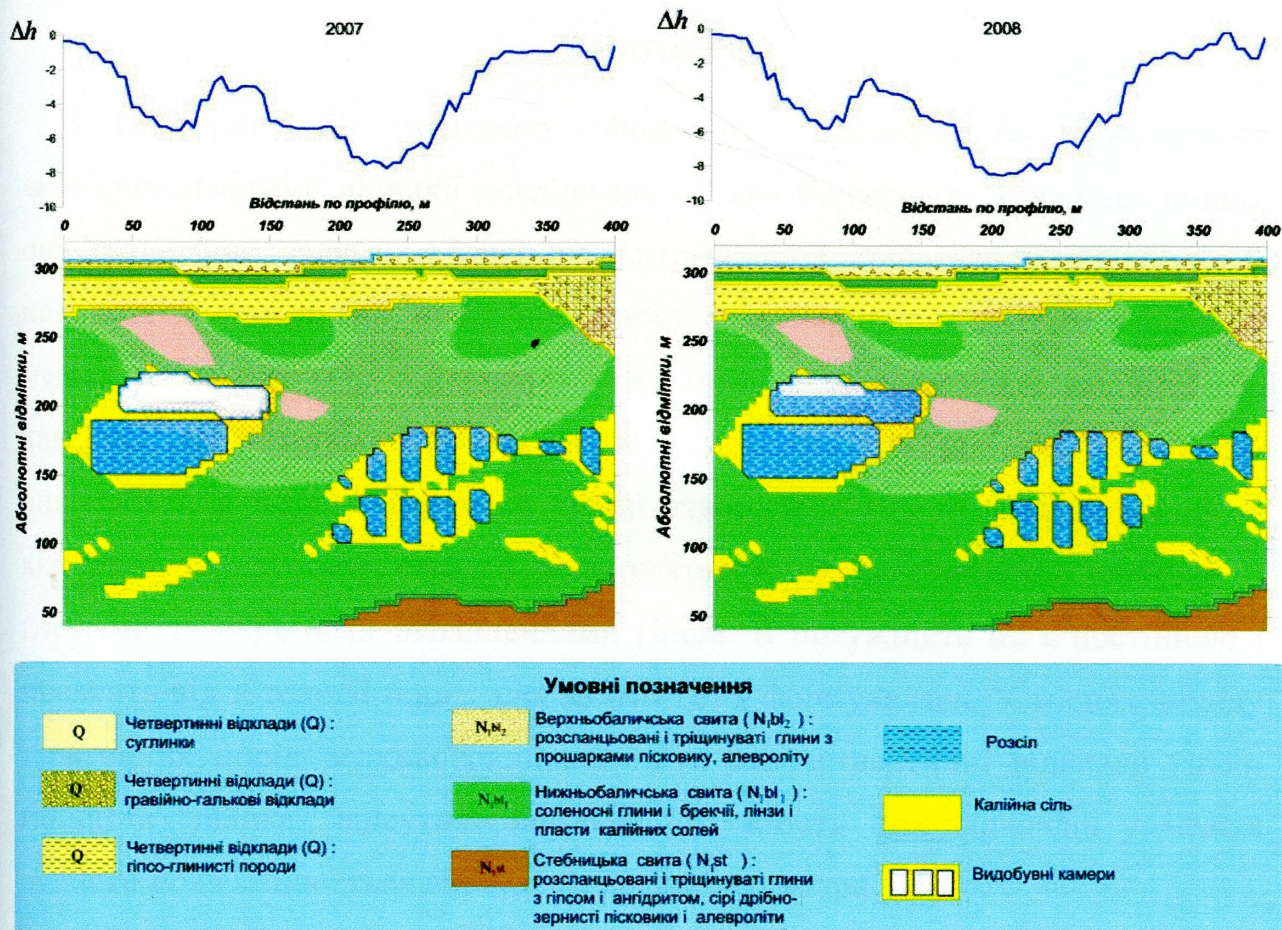 Δh
2007
0
-2
-4
-6
-8
-10
Відстань по профілю, м
0 50 100 150 200 250 300 350 400
Абсолютні відмітки, м
300
250
200
150
100
50
Δh
2008
0
-2
-4
-6
-8
-10
Відстань по профілю, м
0 50 100 150 200 250 300 350 400
Абсолютні відмітки, м
300
250
200
150
100
50
Умовні позначення
Q
Четвертинні відклади (Q) :
суглинки
Q
Четвертинні відклади (Q) :
гравійно-галькові відклади
Q
Четвертинні відклади (Q) :
гіпсо-глинисті породи
N₁bl₂
Верхньобаличська свита ( N₁bl₂ ) :
розсланцьовані і тріщинуваті глини з
прошарками пісковику, алевроліту
N₁bl₁
Нижньобаличська свита ( N₁bl₁ ) :
соленосні глини і брекчії, лінзи і
пласти калійних солей
N₁st
Стебницька свита ( N₁st ) :
розсланцьовані і тріщинуваті глини
з гіпсом і ангідритом, сірі дрібно-
зернисті пісковики і алевроліти
Розсіл
Калійна сіль
Видобувні камери